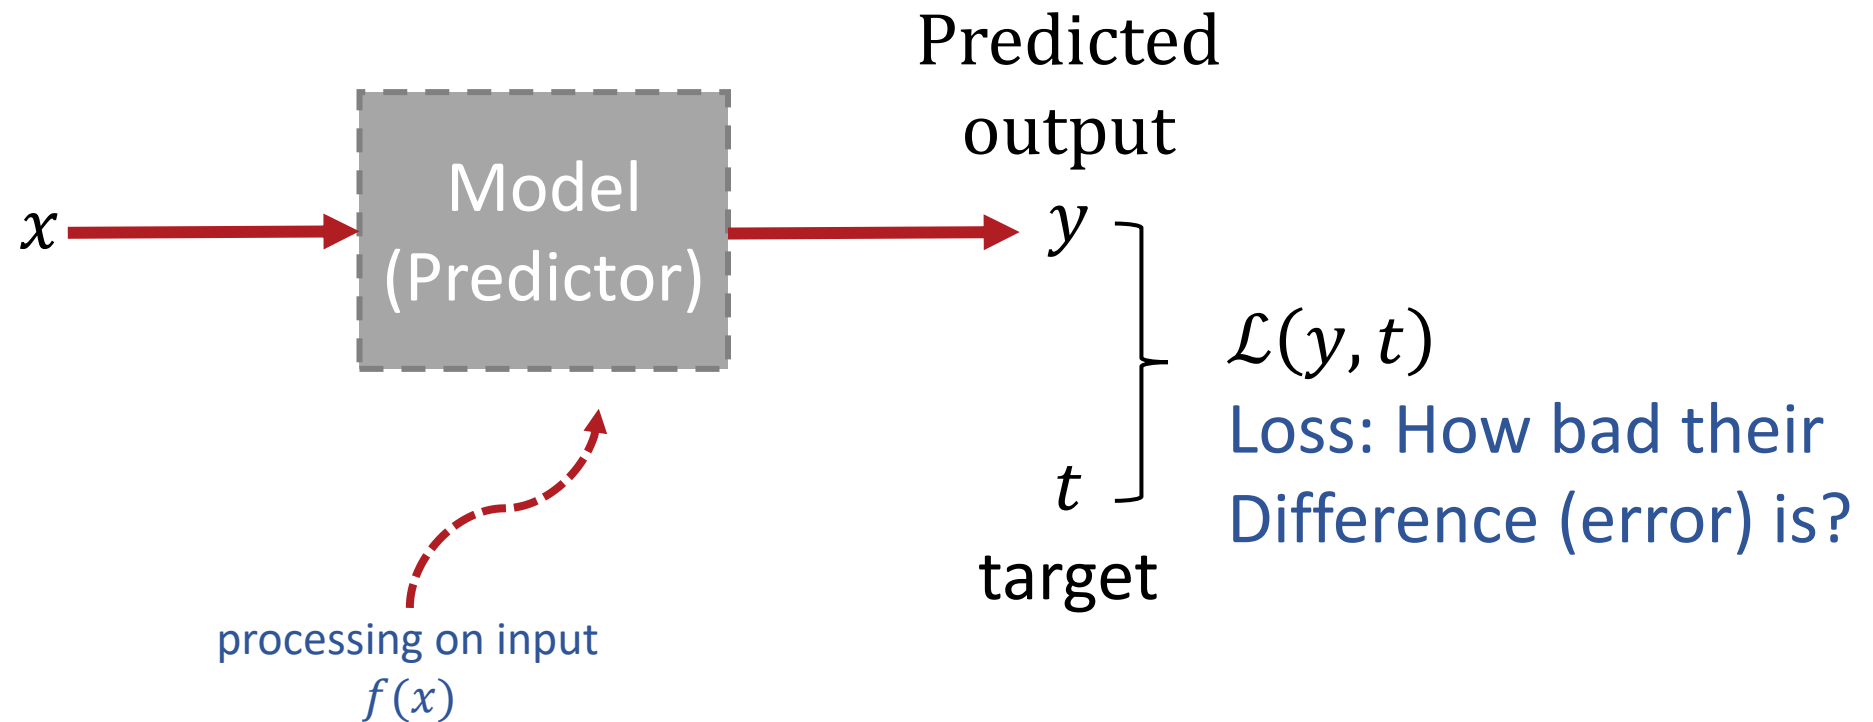 x
Model
(Predictor)
Predicted
output
y
t
target
ℒ(y, t)
Loss: How bad their
Difference (error) is?
processing on input
f(x)